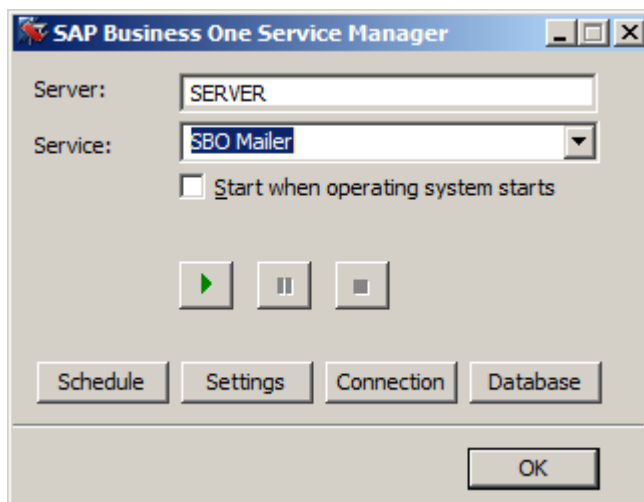 SAP Business One Service Manager
Server: SERVER
Service: SBO Mailer
Start when operating system starts
Schedule Settings Connection Database
OK